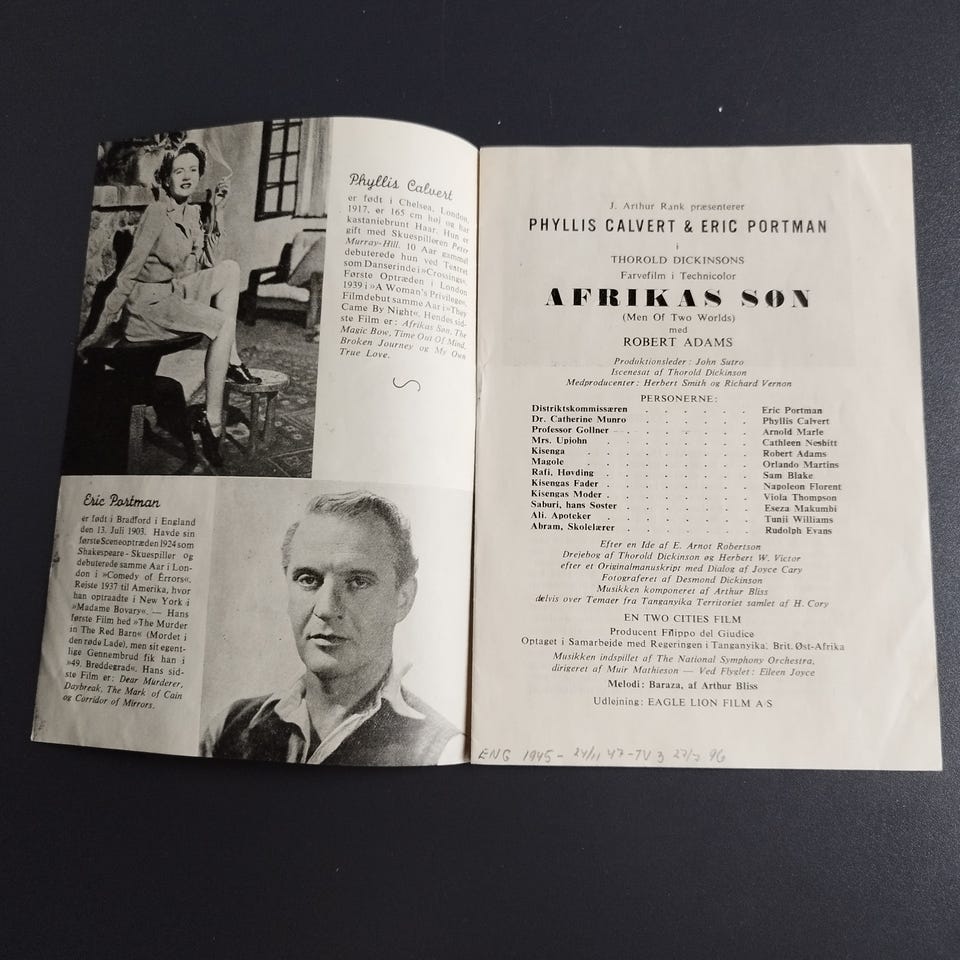 Phyllis Calvert
er født i Chelsea, London,
1917, er 165 cm høj og har
kastaniebrunt Haar. Hun er
gift med Skuespilleren Peter
Murray-Hill. 10 Aar gammel
debuterede hun ved Teatret
som Danserinde i »Crossings«.
Første Optræden i London
1939 i »A Woman's Privilege«.
Filmdebut samme Aar i »They
Came By Night«. Hendes sid-
ste Film er: Afrikas Søn, The
Magic Bow, Time Out Of Mind,
Broken Journey og My Own
True Love.
Eric Portman
er født i Bradford i England
den 13. Juli 1903. Havde sin
første Sceneoptræden 1924 som
Shakespeare-Skuespiller og
debuterede samme Aar i Lon-
don i »Comedy of Errors«.
Rejste 1937 til Amerika, hvor
han optraadte i New York i
»Madame Bovary«. — Hans
første Film hed »The Murder
in The Red Barn« (Mordet i
den røde Lade), men sit egent-
lige Gennembrud fik han i
»49. Breddegrad«. Hans sid-
ste Film er: Dear Murderer,
Daybreak, The Mark of Cain
og Corridor of Mirrors.
J. Arthur Rank præsenterer
PHYLLIS CALVERT & ERIC PORTMAN
i
THOROLD DICKINSONS
Farvefilm i Technicolor
AFRIKAS SØN
(Men Of Two Worlds)
med
ROBERT ADAMS
Produktionsleder: John Sutro
Iscenesat af Thorold Dickinson
Medproducenter: Herbert Smith og Richard Vernon
PERSONERNE:
Distriktskommissæren . . . . . . Eric Portman
Dr. Catherine Munro . . . . . . Phyllis Calvert
Professor Gollner . . . . . . Arnold Marle
Mrs. Upjohn . . . . . . . Cathleen Nesbitt
Kisenga . . . . . . . . Robert Adams
Magole . . . . . . . . Orlando Martins
Rafi, Høvding . . . . . . . Sam Blake
Kisengas Fader . . . . . . . Napoleon Florent
Kisengas Moder . . . . . . . Viola Thompson
Saburi, hans Søster . . . . . . Eseza Makumbi
Ali. Apoteker . . . . . . . Tunji Williams
Abram, Skolelærer . . . . . . Rudolph Evans
Efter en Ide af E. Arnot Robertson
Drejebog af Thorold Dickinson og Herbert W. Victor
efter et Originalmanuskript med Dialog af Joyce Cary
Fotograferet af Desmond Dickinson
Musikken komponeret af Arthur Bliss
delvis over Temaer fra Tanganyika Territoriet samlet af H. Cory
EN TWO CITIES FILM
Producent Filippo del Giudice
Optaget i Samarbejde med Regeringen i Tanganyika, Brit. Øst-Afrika
Musikken indspillet af The National Symphony Orchestra,
dirigeret af Muir Mathieson — Ved Flyglet: Eileen Joyce
Melodi: Baraza, af Arthur Bliss
Udlejning: EAGLE LION FILM A/S
ENG 1945 - 24/11 47 - TV 3 27/7 96